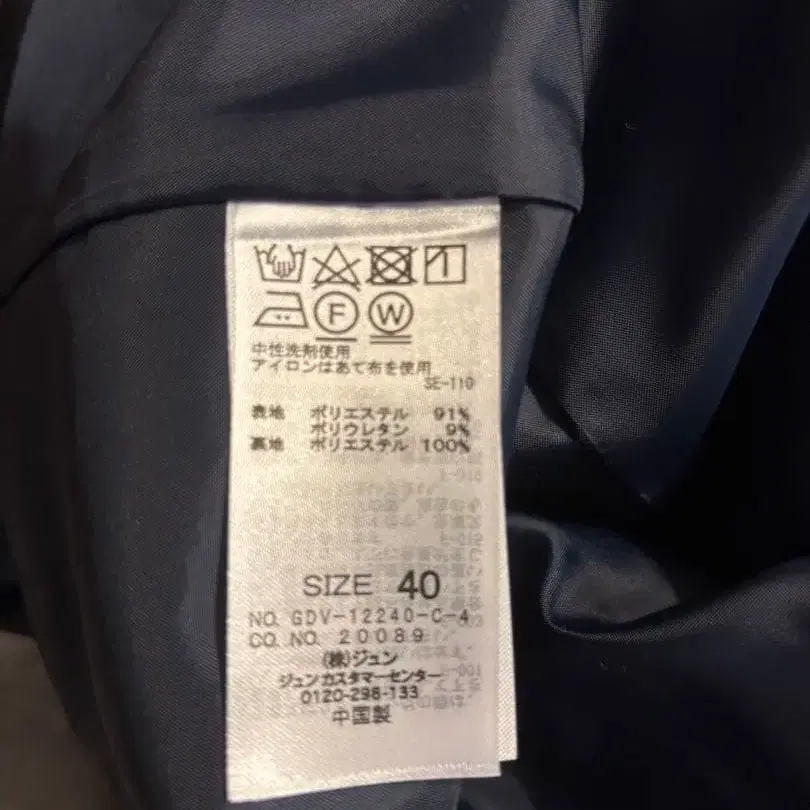 F W
中性洗剤使用
アイロンはあて布を使用
SE-110
表地 ポリエステル 91%
ポリウレタン 9%
裏地 ポリエステル 100%
SIZE 40
NO. GDV-12240-C-4
CO. NO. 20089
(株)ジュン
ジュンカスタマーセンター
0120-298-133
中国製